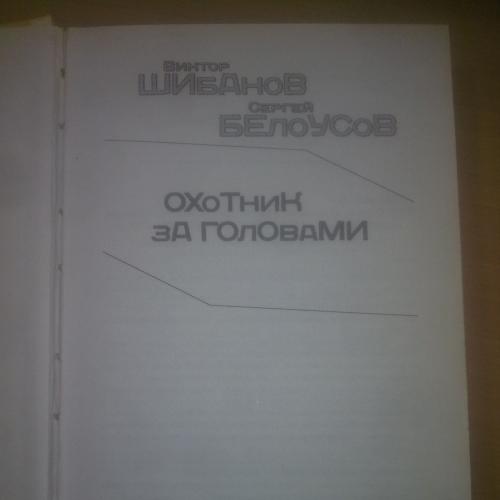 Виктор
ШИБАНОВ
Сергей
БЕЛОУСОВ
ОХОТНИК
ЗА ГОЛОВАМИ